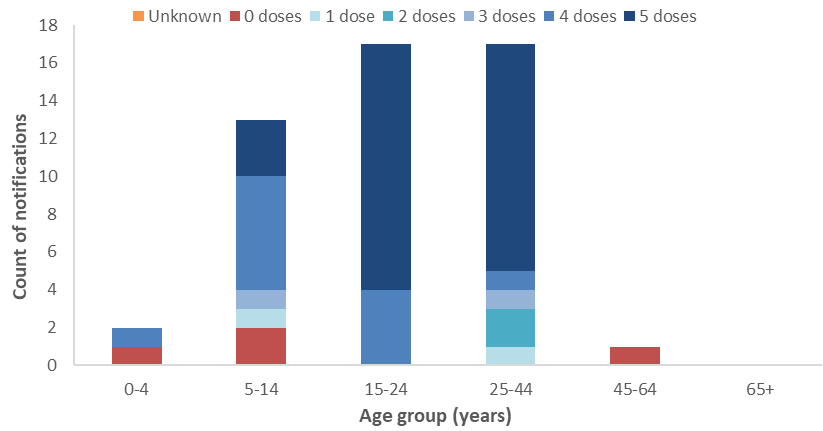 Unknown 0 doses 1 dose 2 doses 3 doses 4 doses 5 doses
Count of notifications
18
16
14
12
10
8
6
4
2
0
0-4 5-14 15-24 25-44 45-64 65+
Age group (years)